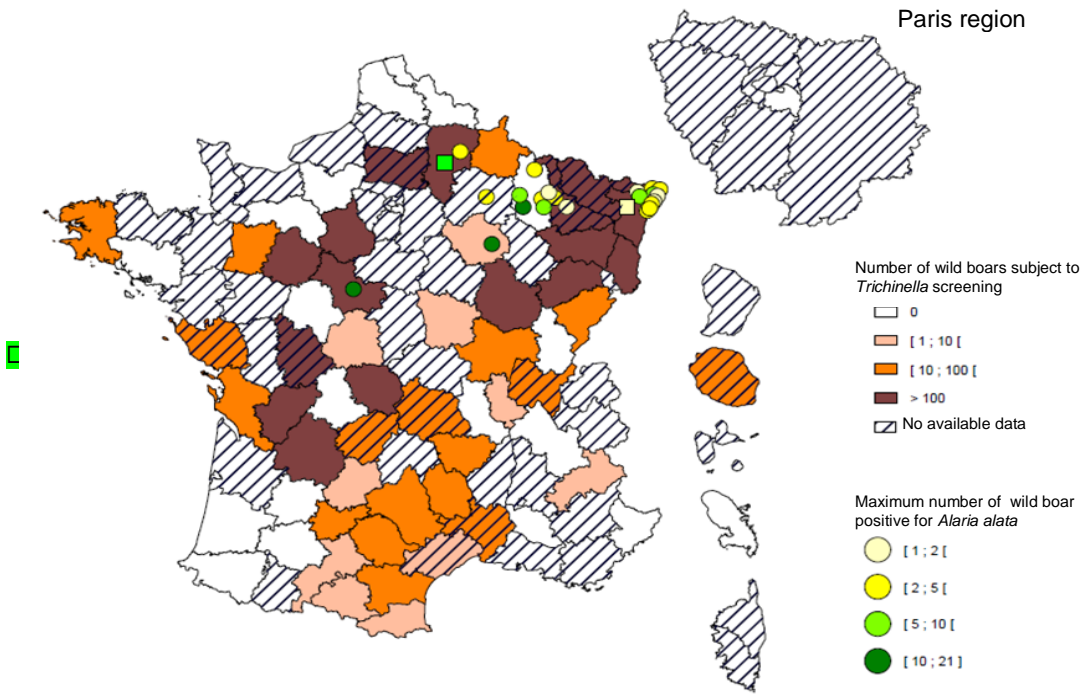 Paris region
Number of wild boars subject to
Trichinella screening
0
[ 1 ; 10 [
[ 10 ; 100 [
> 100
No available data
Maximum number of wild boar
positive for Alaria alata
[ 1 ; 2 [
[ 2 ; 5 [
[ 5 ; 10 [
[ 10 ; 21 ]